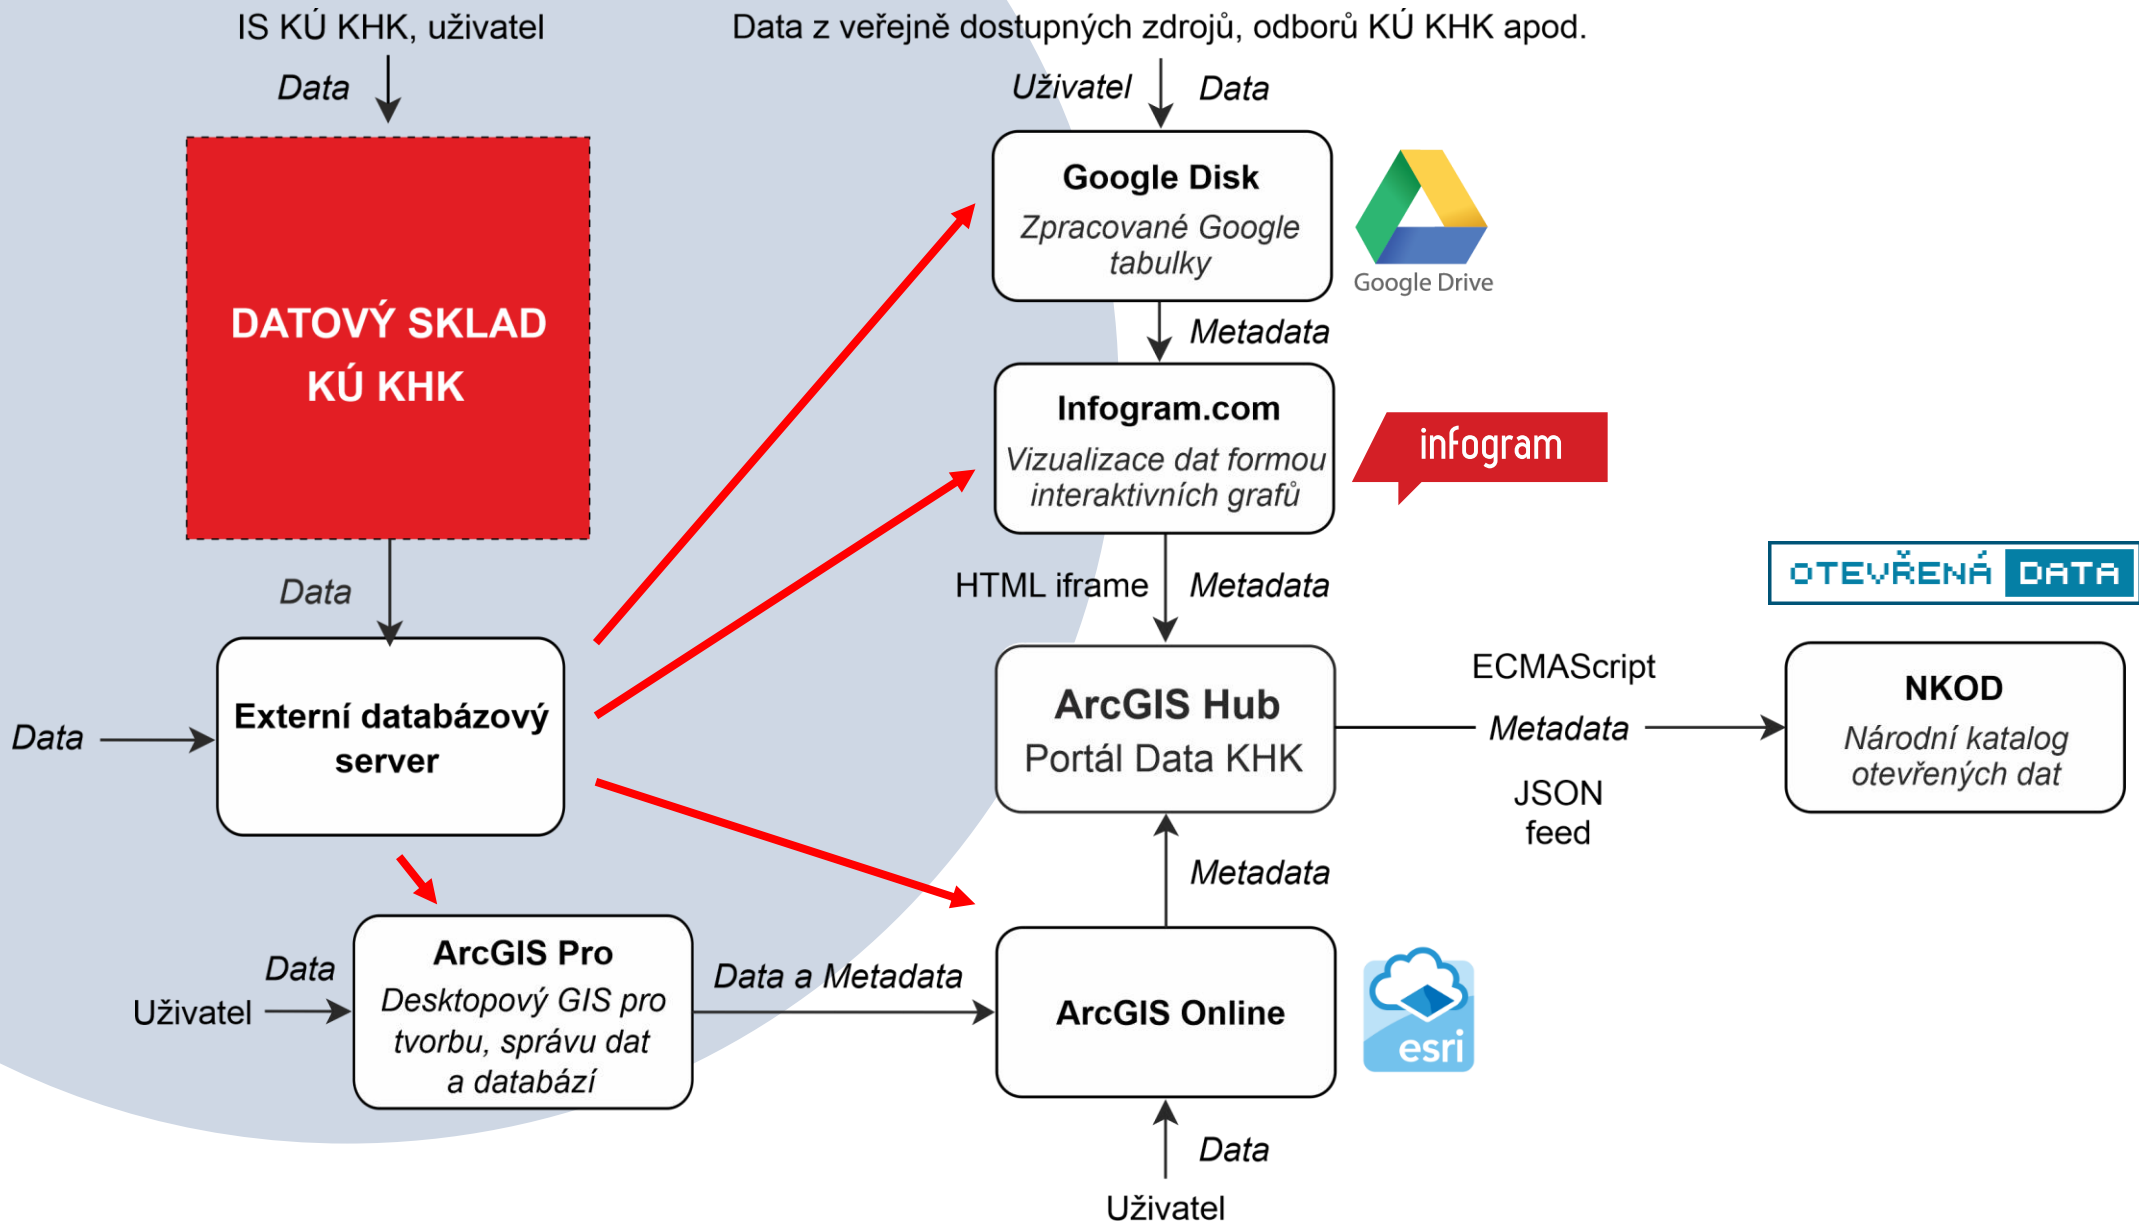 IS KÚ KHK, uživatel
Data
DATOVÝ SKLAD
KÚ KHK
Data
Data
Externí databázový
server
Uživatel
Data
ArcGIS Pro
Desktopový GIS pro
tvorbu, správu dat
a databází
Data a Metadata
Data z veřejně dostupných zdrojů, odborů KÚ KHK apod.
Uživatel
Data
Google Disk
Zpracované Google
tabulky
Google Drive
Metadata
Infogram.com
Vizualizace dat formou
interaktivních grafů
infogram
HTML iframe
Metadata
ArcGIS Hub
Portál Data KHK
Metadata
ArcGIS Online
esri
Data
Uživatel
ECMAScript
Metadata
JSON
feed
OTEVŘENÁ DATA
NKOD
Národní katalog
otevřených dat